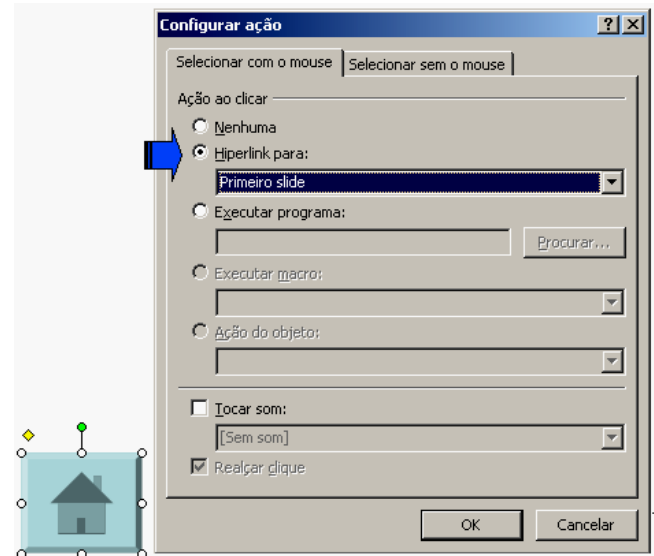 Configurar ação
Selecionar com o mouse
Selecionar sem o mouse
Ação ao clicar
Nenhuma
Hiperlink para:
Primeiro slide
Executar programa:
Procurar...
Executar macro:
Ação do objeto:
Tocar som:
[Sem som]
Realçar clique
OK
Cancelar